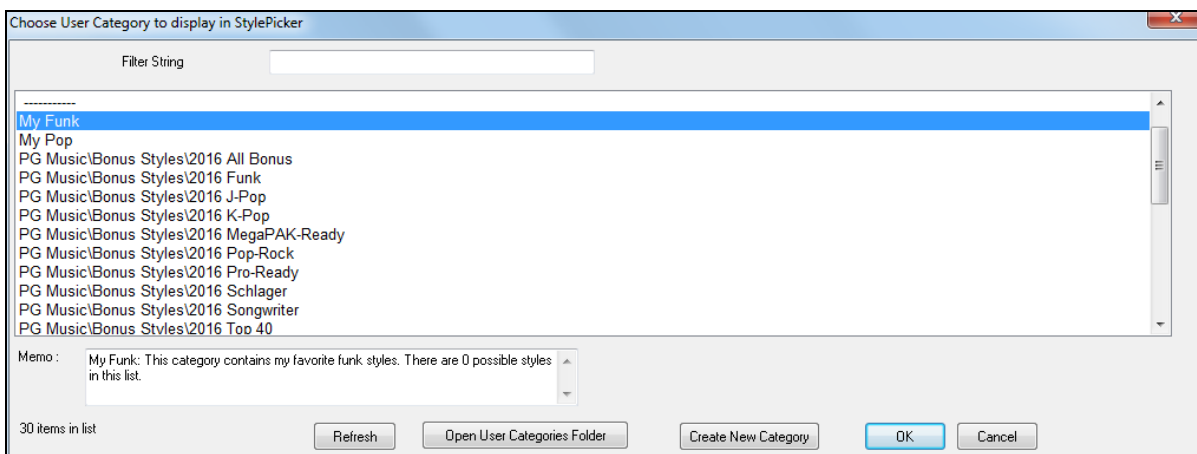 Choose User Category to display in StylePicker
Filter String
-----------
My Funk
My Pop
PG Music\Bonus Styles\2016 All Bonus
PG Music\Bonus Styles\2016 Funk
PG Music\Bonus Styles\2016 J-Pop
PG Music\Bonus Styles\2016 K-Pop
PG Music\Bonus Styles\2016 MegaPAK-Ready
PG Music\Bonus Styles\2016 Pop-Rock
PG Music\Bonus Styles\2016 Pro-Ready
PG Music\Bonus Styles\2016 Schlager
PG Music\Bonus Styles\2016 Songwriter
PG Music\Bonus Styles\2016 Top 40
Memo :
My Funk: This category contains my favorite funk styles. There are 0 possible styles
in this list.
30 items in list
Refresh
Open User Categories Folder
Create New Category
OK
Cancel